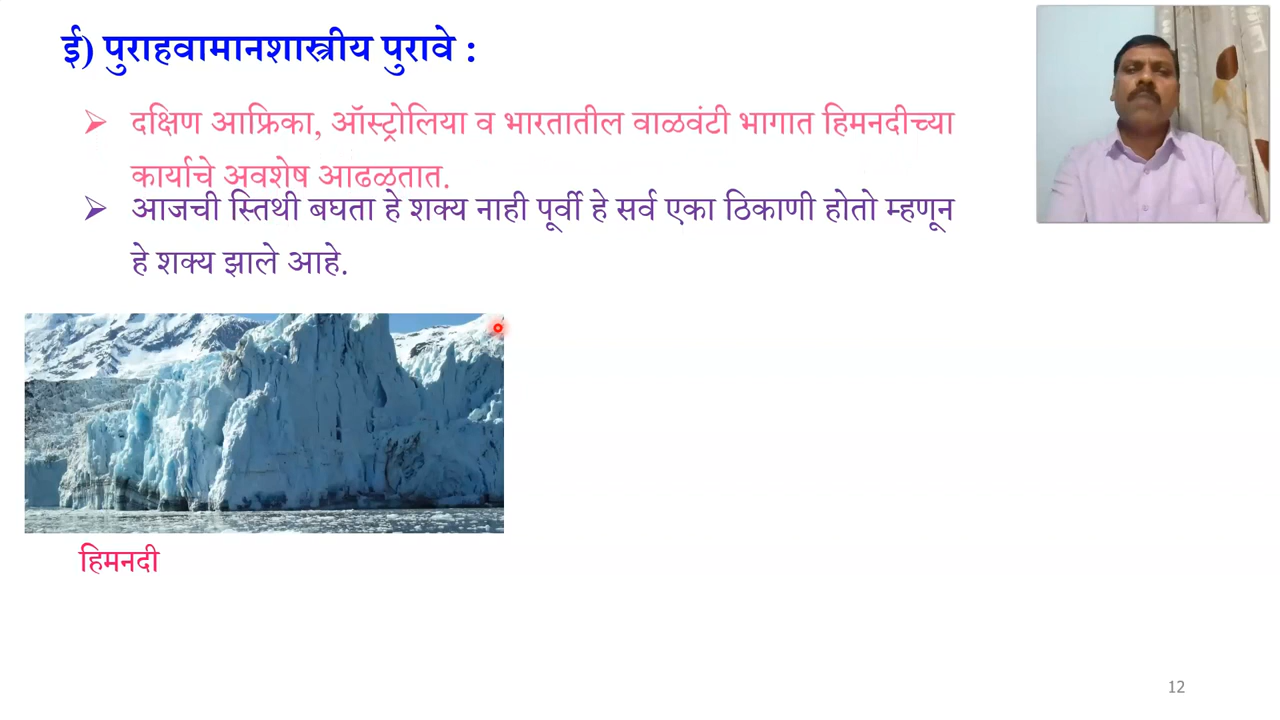 ई) पुराहवामानशास्त्रीय पुरावे :
➢ दक्षिण आफ्रिका, ऑस्ट्रोलिया व भारतातील वाळवंटी भागात हिमनदीच्या
कार्याचे अवशेष आढळतात.
➢ आजची स्तिथी बघता हे शक्य नाही पूर्वी हे सर्व एका ठिकाणी होतो म्हणून
हे शक्य झाले आहे.
हिमनदी
12